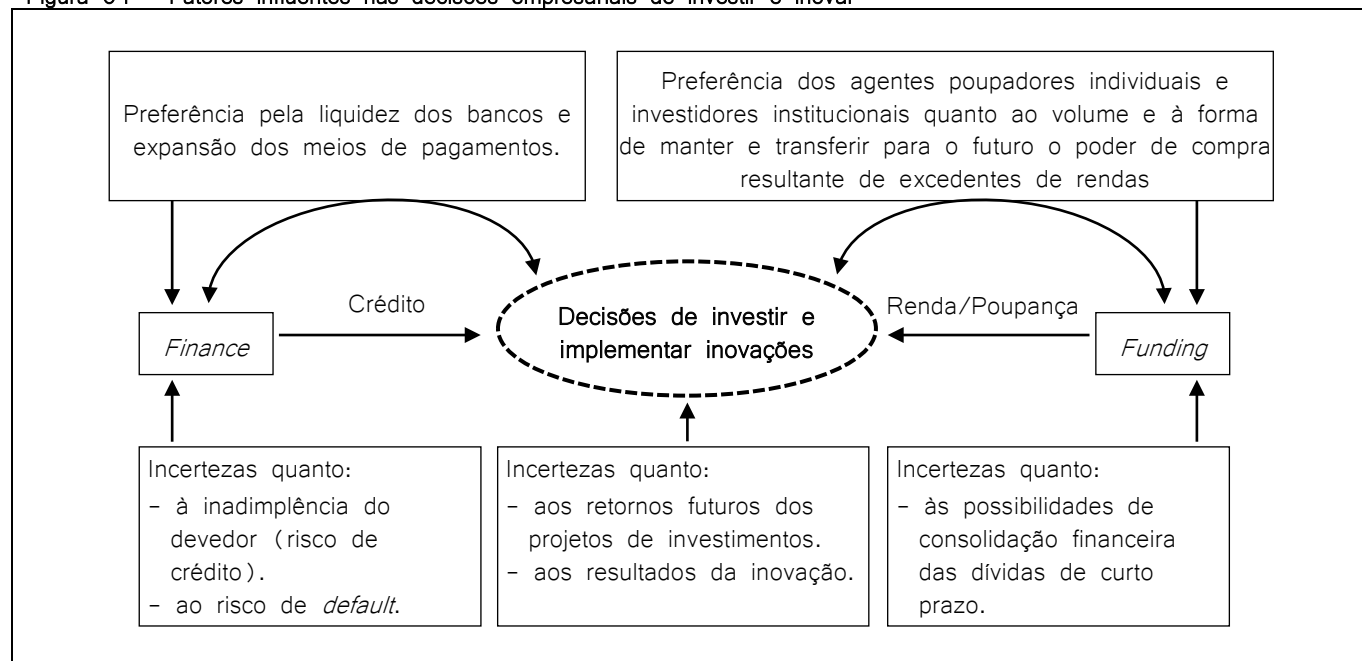 Preferência pela liquidez dos bancos e
expansão dos meios de pagamentos.
Preferência dos agentes poupadores individuais e
investidores institucionais quanto ao volume e à forma
de manter e transferir para o futuro o poder de compra
resultante de excedentes de rendas
Crédito
Decisões de investir e
implementar inovações
Renda/Poupança
Finance
Funding
Incertezas quanto:
- à inadimplência do
devedor (risco de
crédito).
- ao risco de default.
Incertezas quanto:
- aos retornos futuros dos
projetos de investimentos.
- aos resultados da inovação.
Incertezas quanto:
- às possibilidades de
consolidação financeira
das dívidas de curto
prazo.